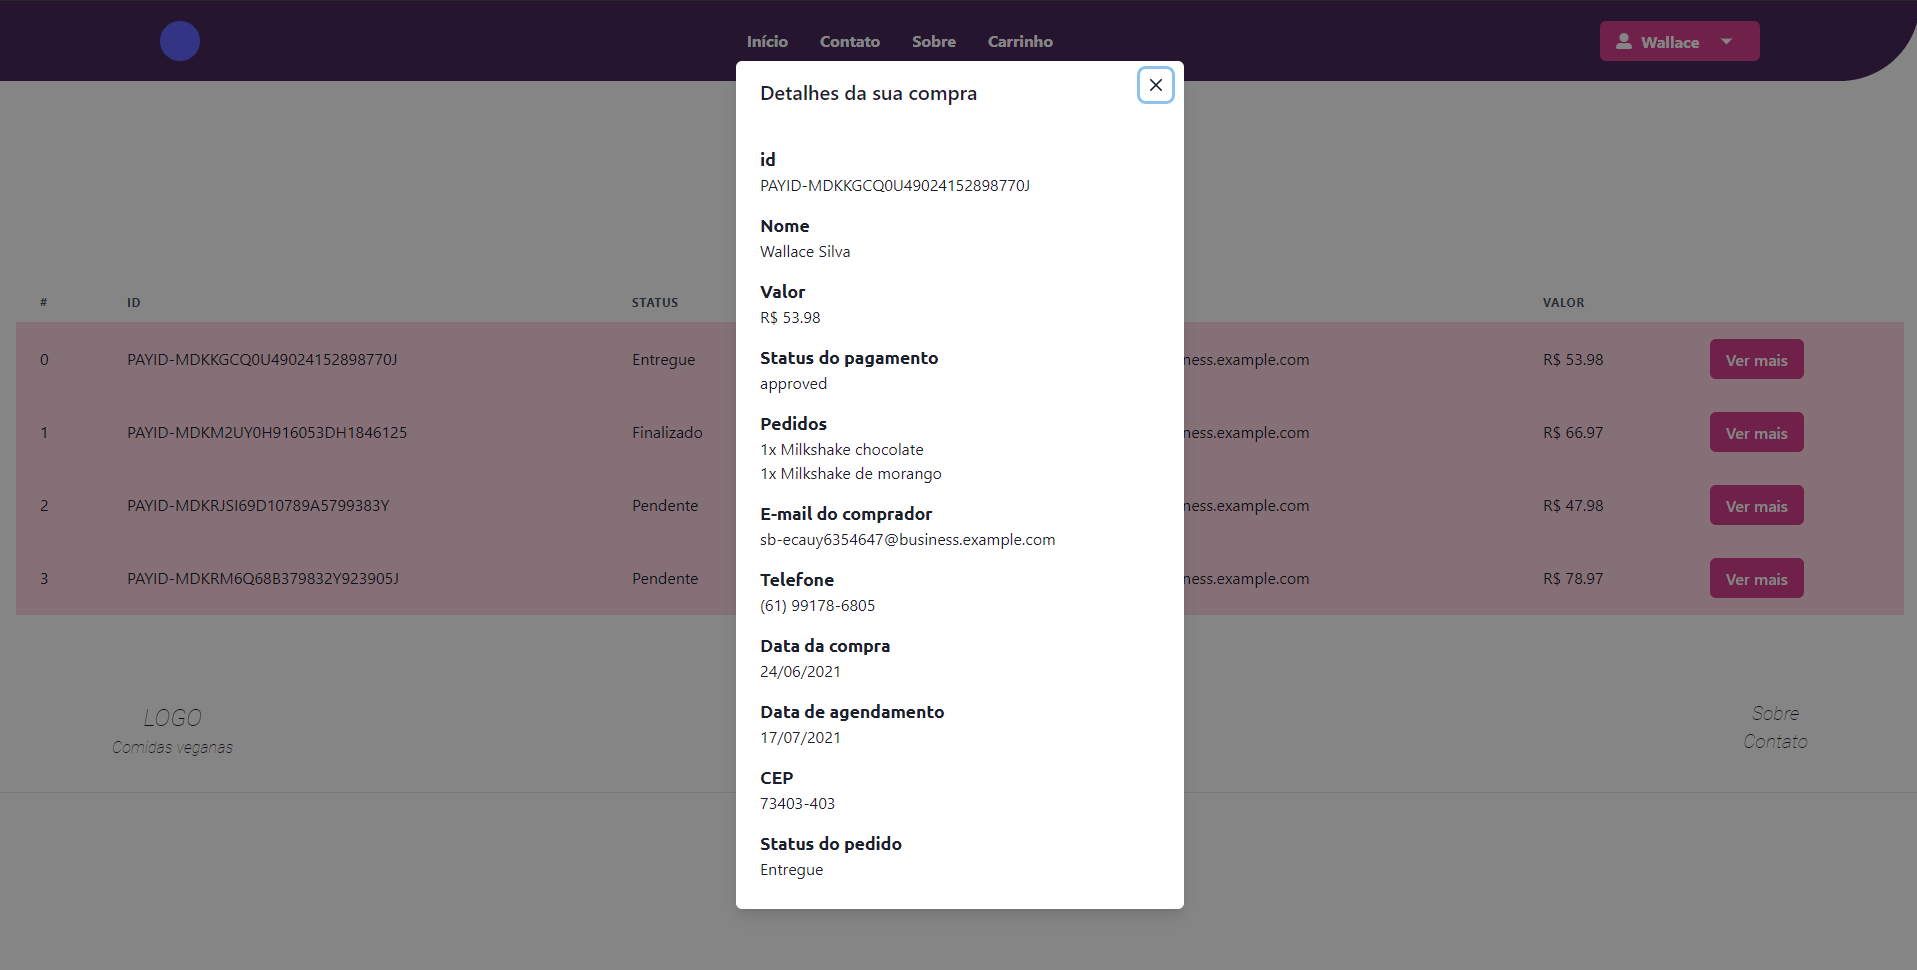 Início Contato Sobre Carrinho Wallace
Detalhes da sua compra
id
PAYID-MDKKGCQ0U49024152898770J
Nome
Wallace Silva
Valor
R$ 53.98
Status do pagamento
approved
Pedidos
1x Milkshake chocolate
1x Milkshake de morango
E-mail do comprador
sb-ecauy6354647@business.example.com
Telefone
(61) 99178-6805
Data da compra
24/06/2021
Data de agendamento
17/07/2021
CEP
73403-403
Status do pedido
Entregue
# ID STATUS VALOR
0 PAYID-MDKKGCQ0U49024152898770J Entregue ness.example.com R$ 53.98 Ver mais
1 PAYID-MDKM2UY0H916053DH1846125 Finalizado ness.example.com R$ 66.97 Ver mais
2 PAYID-MDKRJSI69D10789A5799383Y Pendente ness.example.com R$ 47.98 Ver mais
3 PAYID-MDKRM6Q68B379832Y923905J Pendente ness.example.com R$ 78.97 Ver mais
LOGO
Comidas veganas
Sobre
Contato